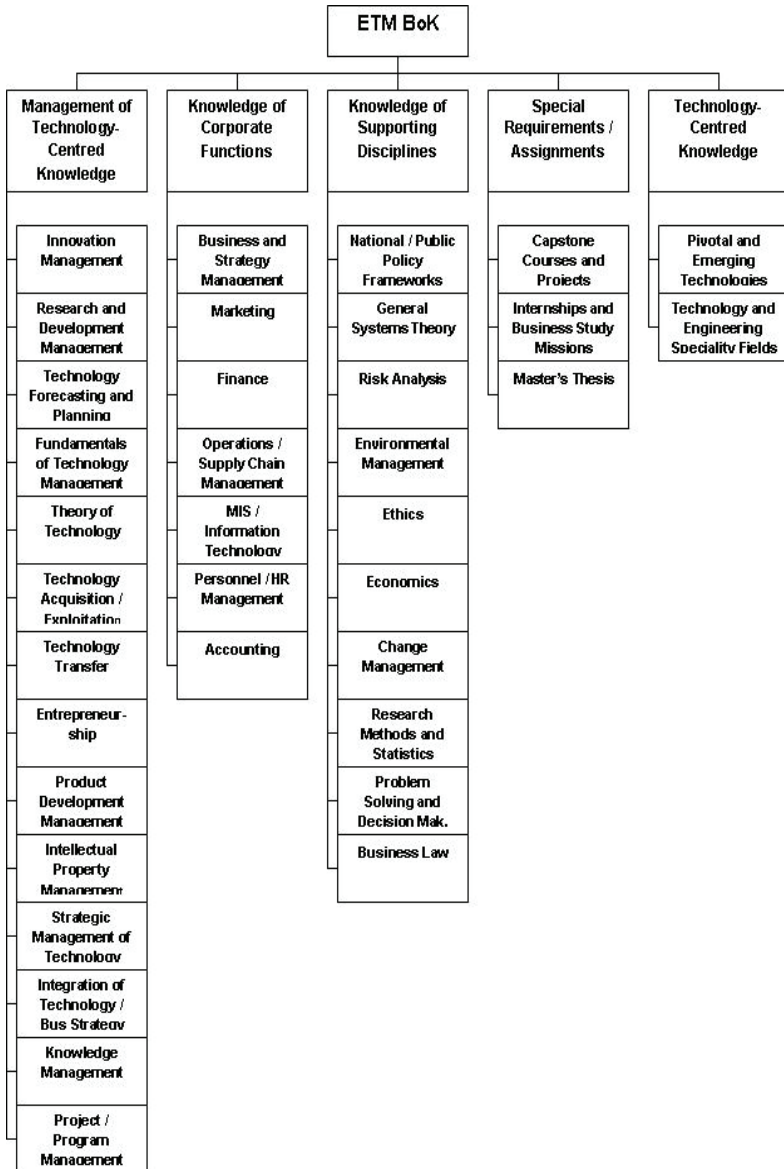 ETM BoK
Management of
Technology-
Centred
Knowledge
Innovation
Management
Research and
Development
Management
Technology
Forecasting and
Planning
Fundamentals
of Technology
Management
Theory of
Technology
Technology
Acquisition /
Exploitation
Technology
Transfer
Entrepreneur-
ship
Product
Development
Management
Intellectual
Property
Management
Strategic
Management of
Technology
Integration of
Technology /
Bus Strategy
Knowledge
Management
Project /
Program
Management
Knowledge of
Corporate
Functions
Business and
Strategy
Management
Marketing
Finance
Operations /
Supply Chain
Management
MIS /
Information
Technology
Personnel / HR
Management
Accounting
Knowledge of
Supporting
Disciplines
National / Public
Policy
Frameworks
General
Systems Theory
Risk Analysis
Environmental
Management
Ethics
Economics
Change
Management
Research
Methods and
Statistics
Problem
Solving and
Decision Mak.
Business Law
Special
Requirements /
Assignments
Capstone
Courses and
Projects
Internships and
Business Study
Missions
Master's Thesis
Technology-
Centred
Knowledge
Pivotal and
Emerging
Technologies
Technology and
Engineering
Speciality Fields